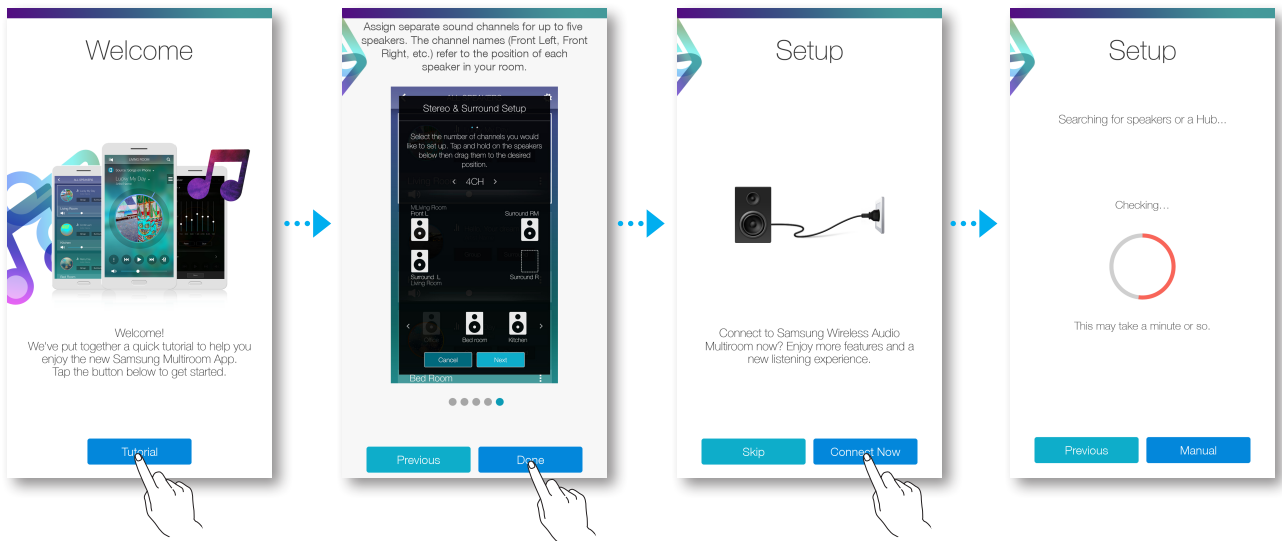 Welcome
Welcome!
We've put together a quick tutorial to help you
enjoy the new Samsung Multiroom App.
Tap the button below to get started.
Tutorial
Assign separate sound channels for up to five
speakers. The channel names (Front Left, Front
Right, etc.) refer to the position of each
speaker in your room.
Stereo & Surround Setup
Select the number of channels you would
like to set up. Tap and hold on the speakers
below then drag them to the desired
position.
< 4CH >
MLiving Room
Front L
Surround RM
Surround L
Living Room
Surround R
< Office Bed room Kitchen >
Cancel Next
Bed Room
Previous Done
Setup
Connect to Samsung Wireless Audio
Multiroom now? Enjoy more features and a
new listening experience.
Skip Connect Now
Setup
Searching for speakers or a Hub...
Checking...
This may take a minute or so.
Previous Manual